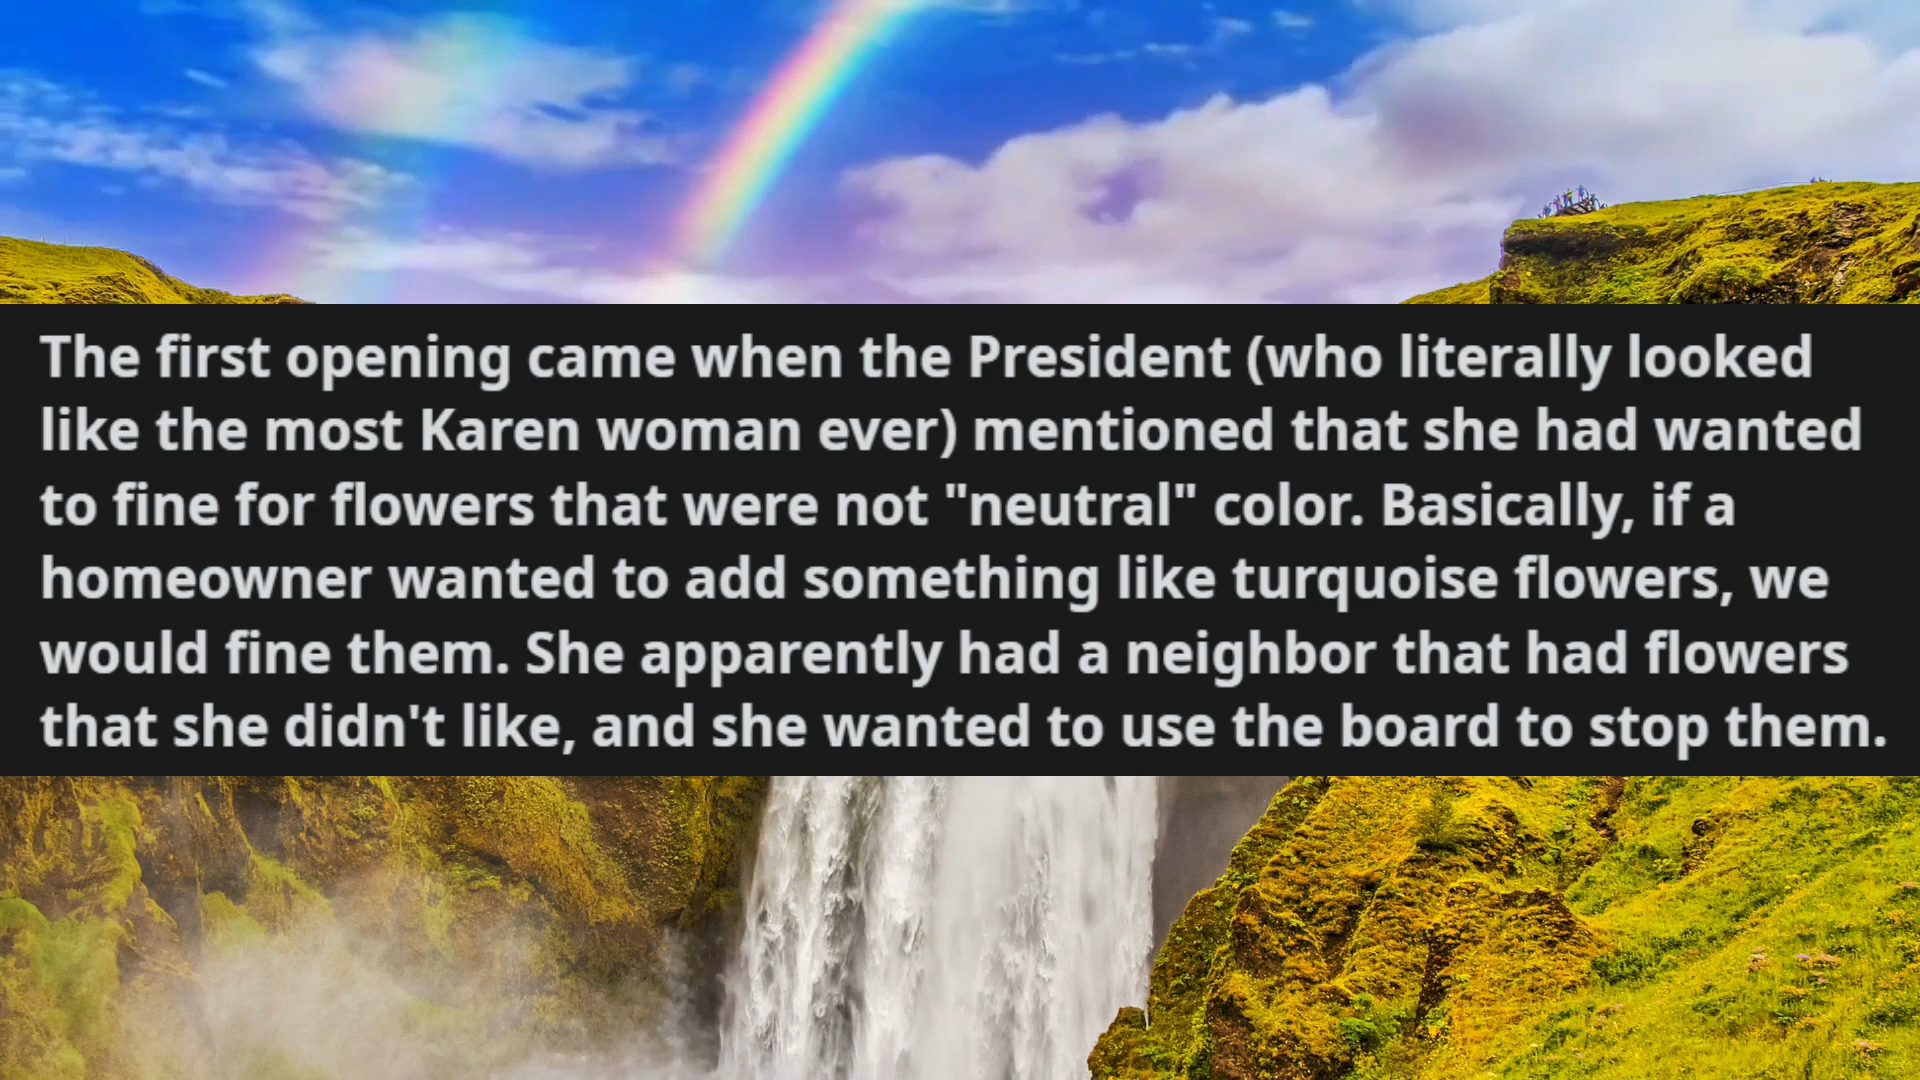 The first opening came when the President (who literally looked
like the most Karen woman ever) mentioned that she had wanted
to fine for flowers that were not "neutral" color. Basically, if a
homeowner wanted to add something like turquoise flowers, we
would fine them. She apparently had a neighbor that had flowers
that she didn't like, and she wanted to use the board to stop them.